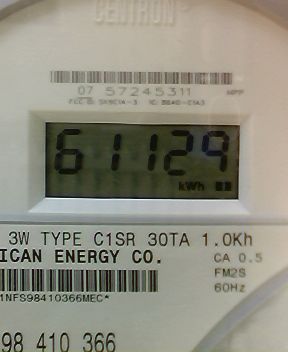 CENTRON
07 57245311
61129
kWh
3W TYPE C1SR 30TA 1.0Kh
ICAN ENERGY CO.
CA 0.5
FM2S
60Hz
1NFS98410366MEC*
98 410 366